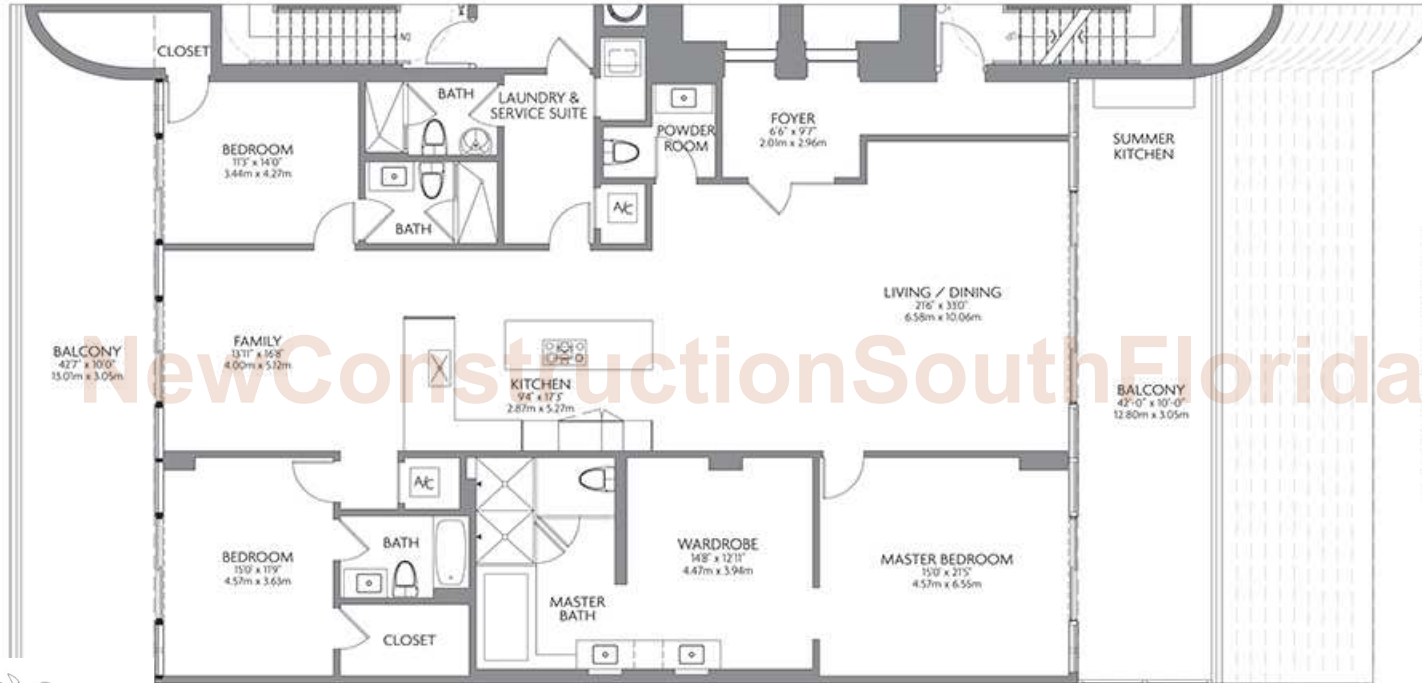 CLOSET
DN
BATH
LAUNDRY &
SERVICE SUITE
BEDROOM
11'3" x 14'0"
3.44m x 4.27m
POWDER
ROOM
FOYER
6'6" x 9'7"
2.01m x 2.96m
SUMMER
KITCHEN
A/C
BATH
LIVING / DINING
21'6" x 33'0"
6.58m x 10.06m
FAMILY
13'11" x 16'8"
4.00m x 5.12m
BALCONY
42'7" x 10'0"
13.01m x 3.05m
NewConstructionSouthFlorida
KITCHEN
9'4" x 17'3"
2.87m x 5.27m
BALCONY
42'-0" x 10'-0"
12.80m x 3.05m
A/C
BEDROOM
15'0" x 11'9"
4.57m x 3.63m
BATH
WARDROBE
14'8" x 12'11"
4.47m x 3.94m
MASTER BEDROOM
15'0" x 21'5"
4.57m x 6.55m
MASTER
BATH
CLOSET